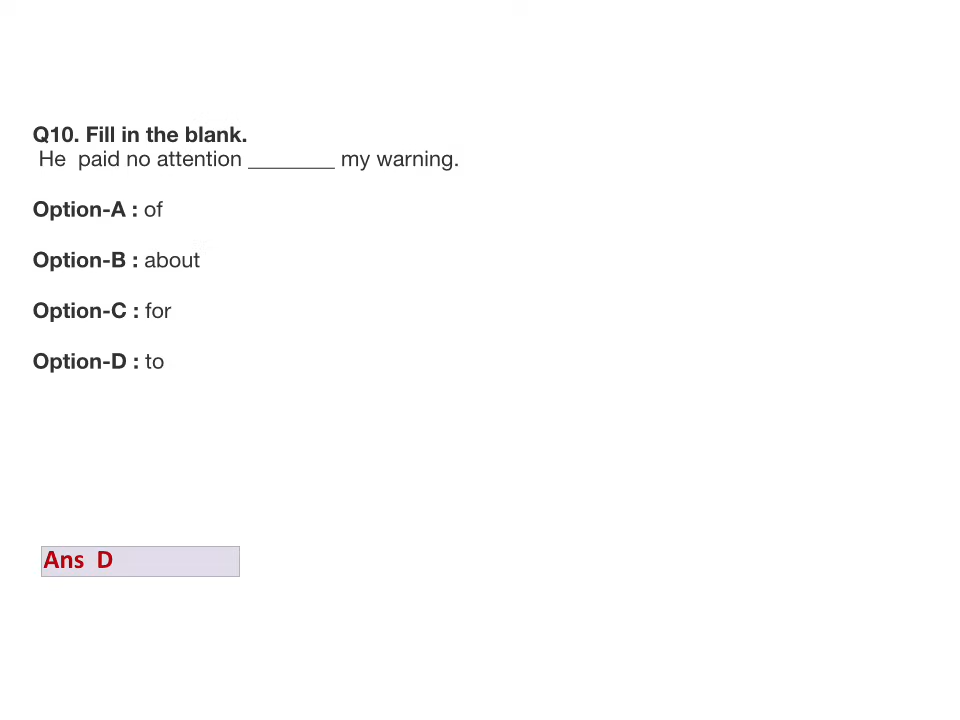 Q10. Fill in the blank.
He  paid no attention ________ my warning.
Option-A : of
Option-B : about
Option-C : for
Option-D : to
Ans  D